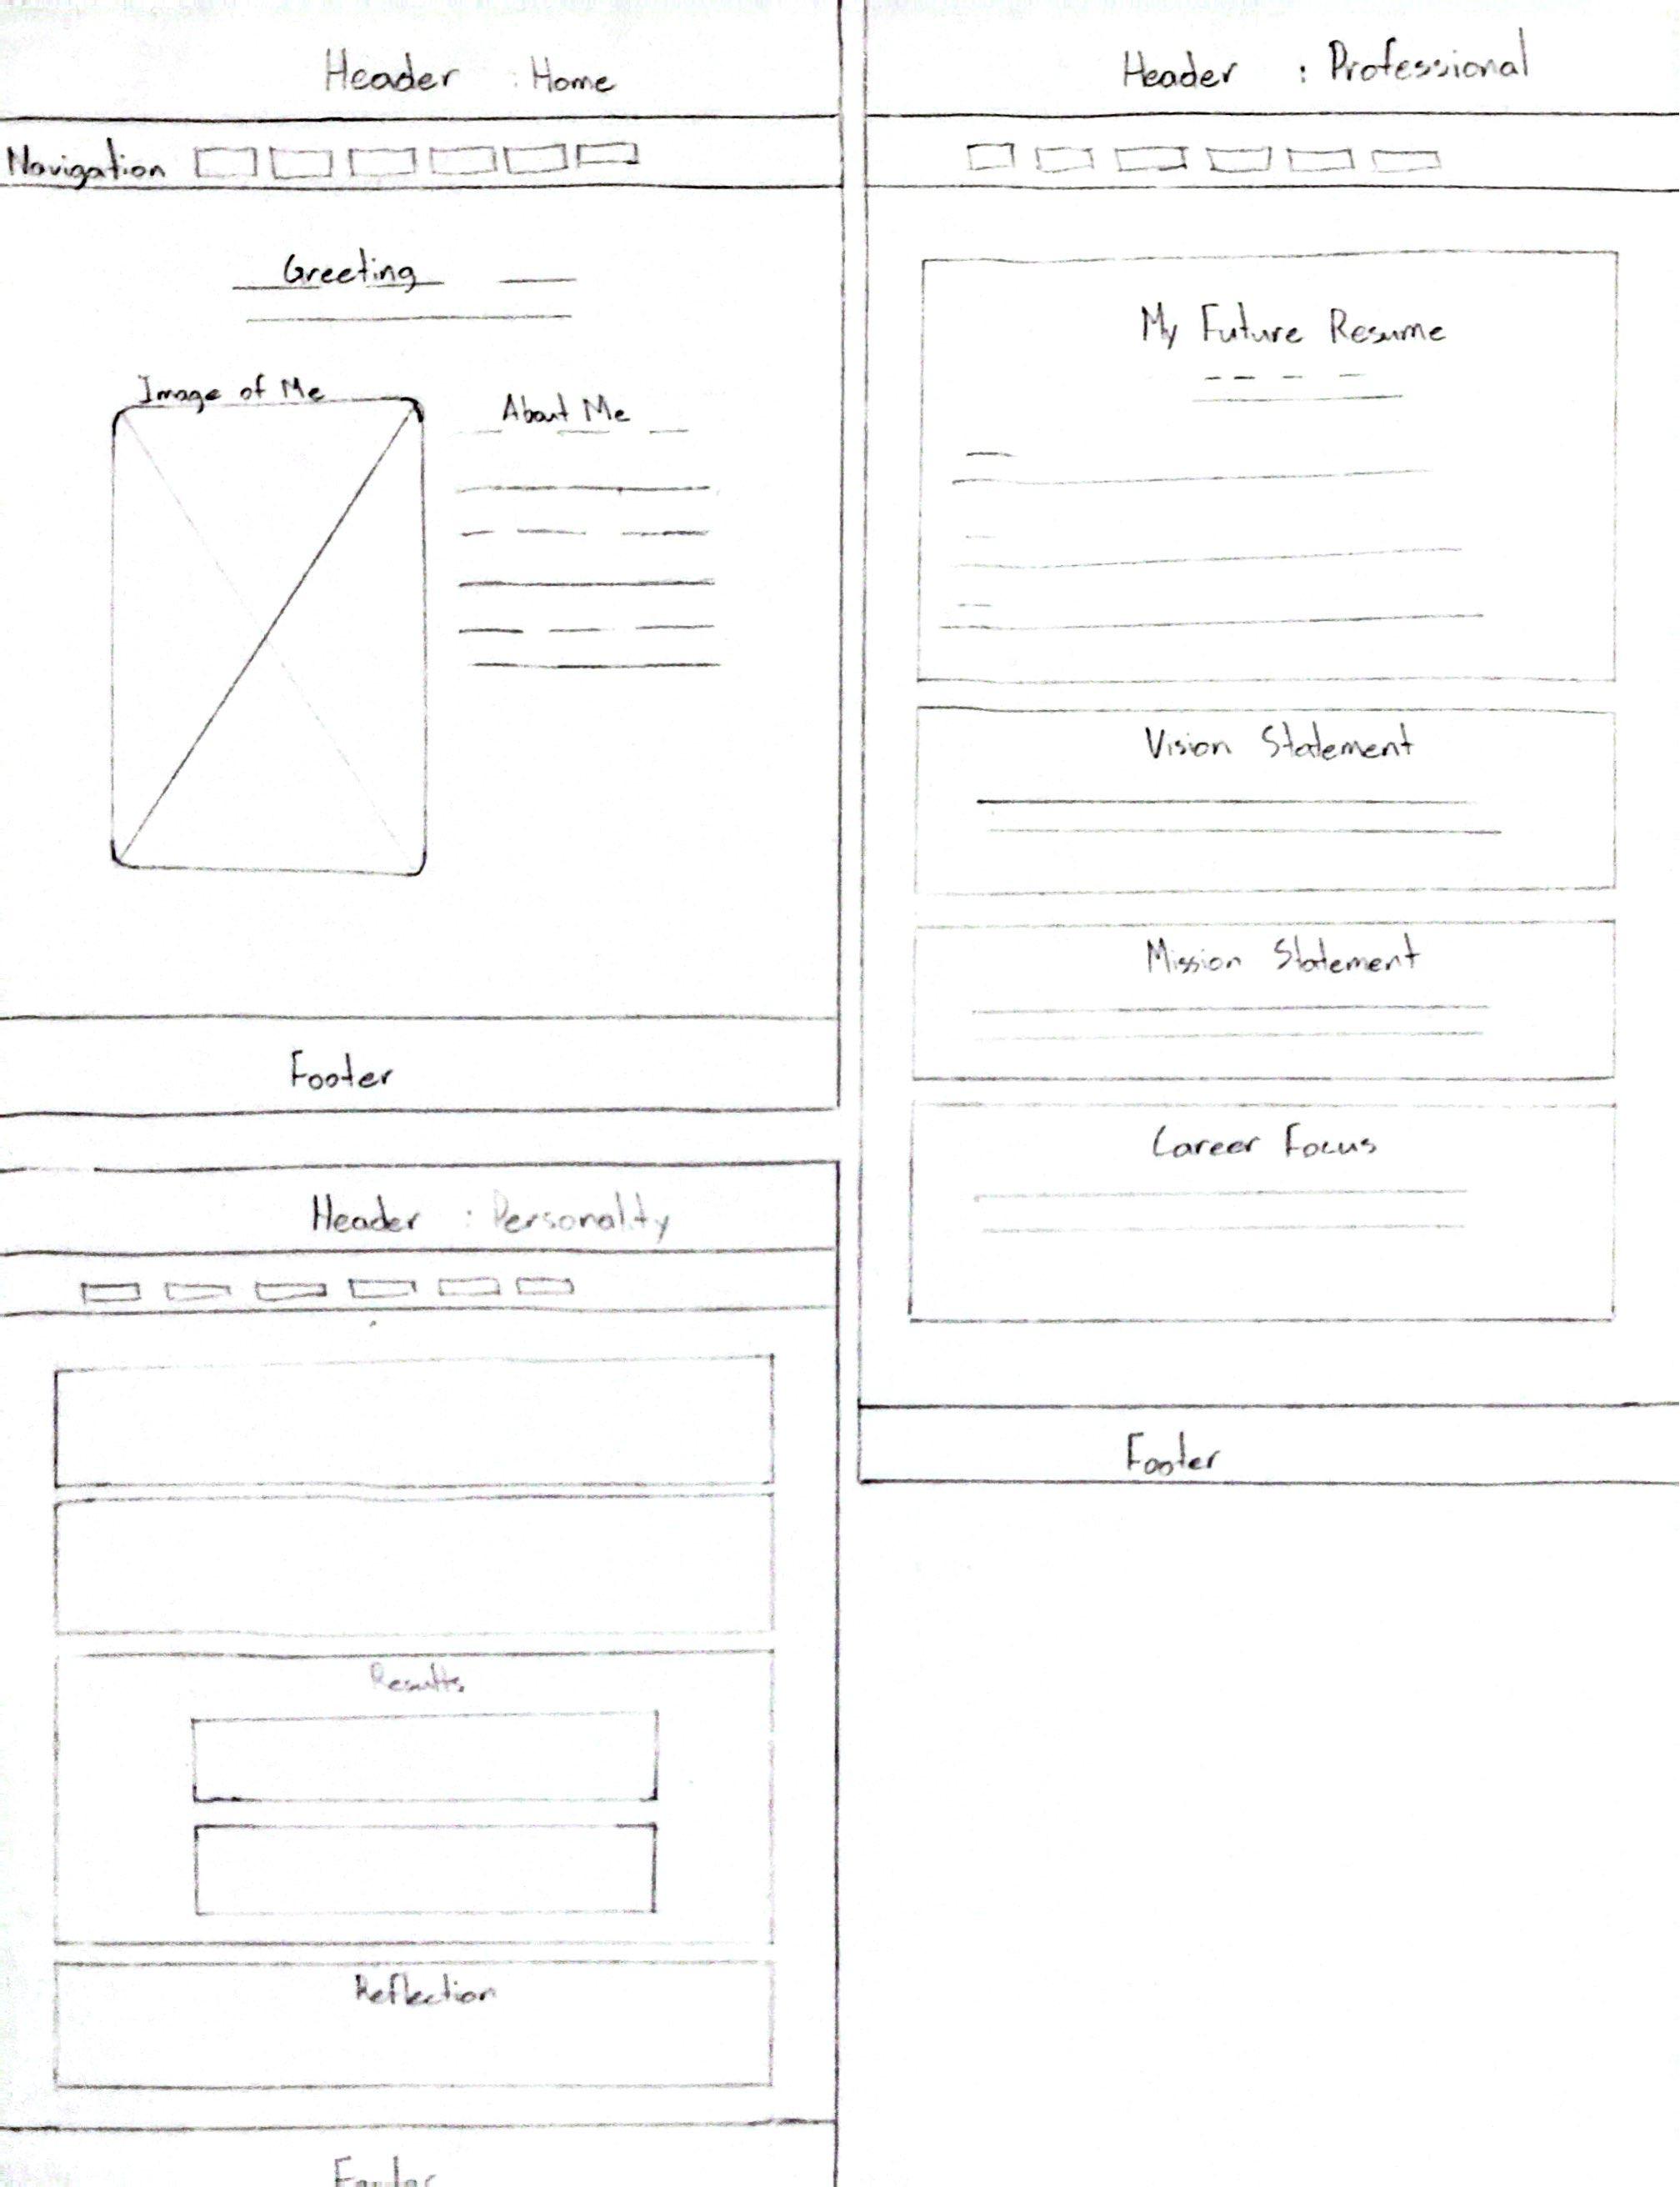 Header : Home
Navigation
Greeting
Image of Me
About Me
Footer
Header : Professional
My Future Resume
Vision Statement
Mission Statement
Career Focus
Footer
Header : Personality
Results
Reflection
Footer